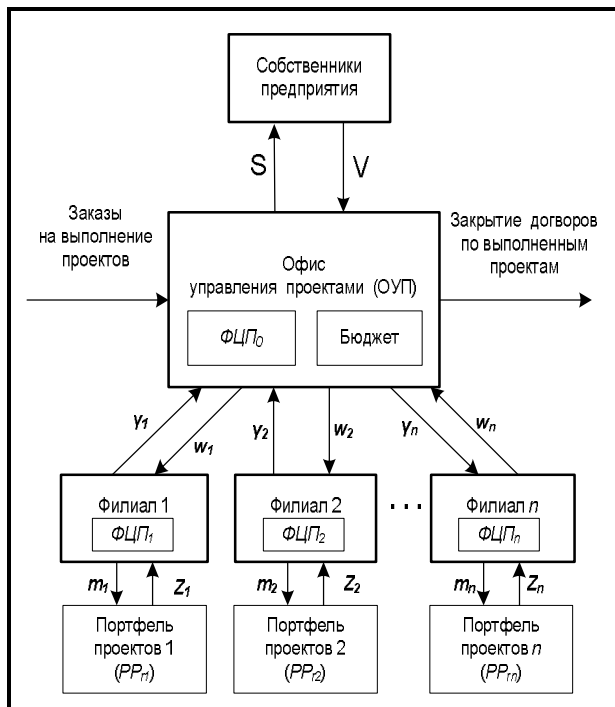 Собственники
предприятия
S
V
Заказы
на выполнение
проектов
Закрытие догворов
по выполненным
проектам
Офис
управления проектами (ОУП)
ФЦП0
Бюджет
γ1
w1
γ2
w2
γn
wn
Филиал 1
ФЦП1
Филиал 2
ФЦП2
. . .
Филиал n
ФЦПn
m1
Z1
m2
Z2
mn
Zn
Портфель
проектов 1
(PPr1)
Портфель
проектов 2
(PPr2)
Портфель
проектов n
(PPrn)